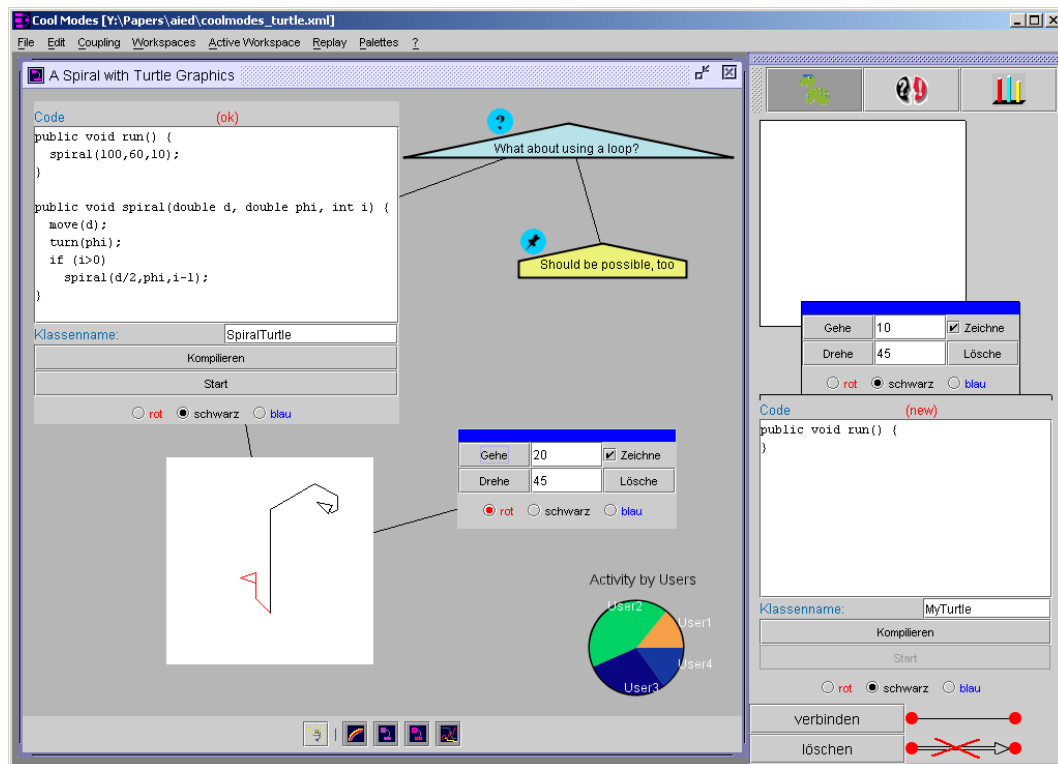 Cool Modes [Y:\Papers\aied\coolmodes_turtle.xml]
File Edit Coupling Workspaces Active Workspace Replay Palettes ?
A Spiral with Turtle Graphics
Code (ok)
public void run() {
  spiral(100,60,10);
}
public void spiral(double d, double phi, int i) {
  move(d);
  turn(phi);
  if (i>0)
    spiral(d/2,phi,i-1);
}
Klassenname: SpiralTurtle
Kompilieren
Start
rot schwarz blau
?
What about using a loop?
Should be possible, too
Gehe 20 Zeichne
Drehe 45 Lösche
rot schwarz blau
Activity by Users
User2
User1
User4
User3
Gehe 10 Zeichne
Drehe 45 Lösche
rot schwarz blau
Code (new)
public void run() {
}
Klassenname: MyTurtle
Kompilieren
Start
rot schwarz blau
verbinden
löschen